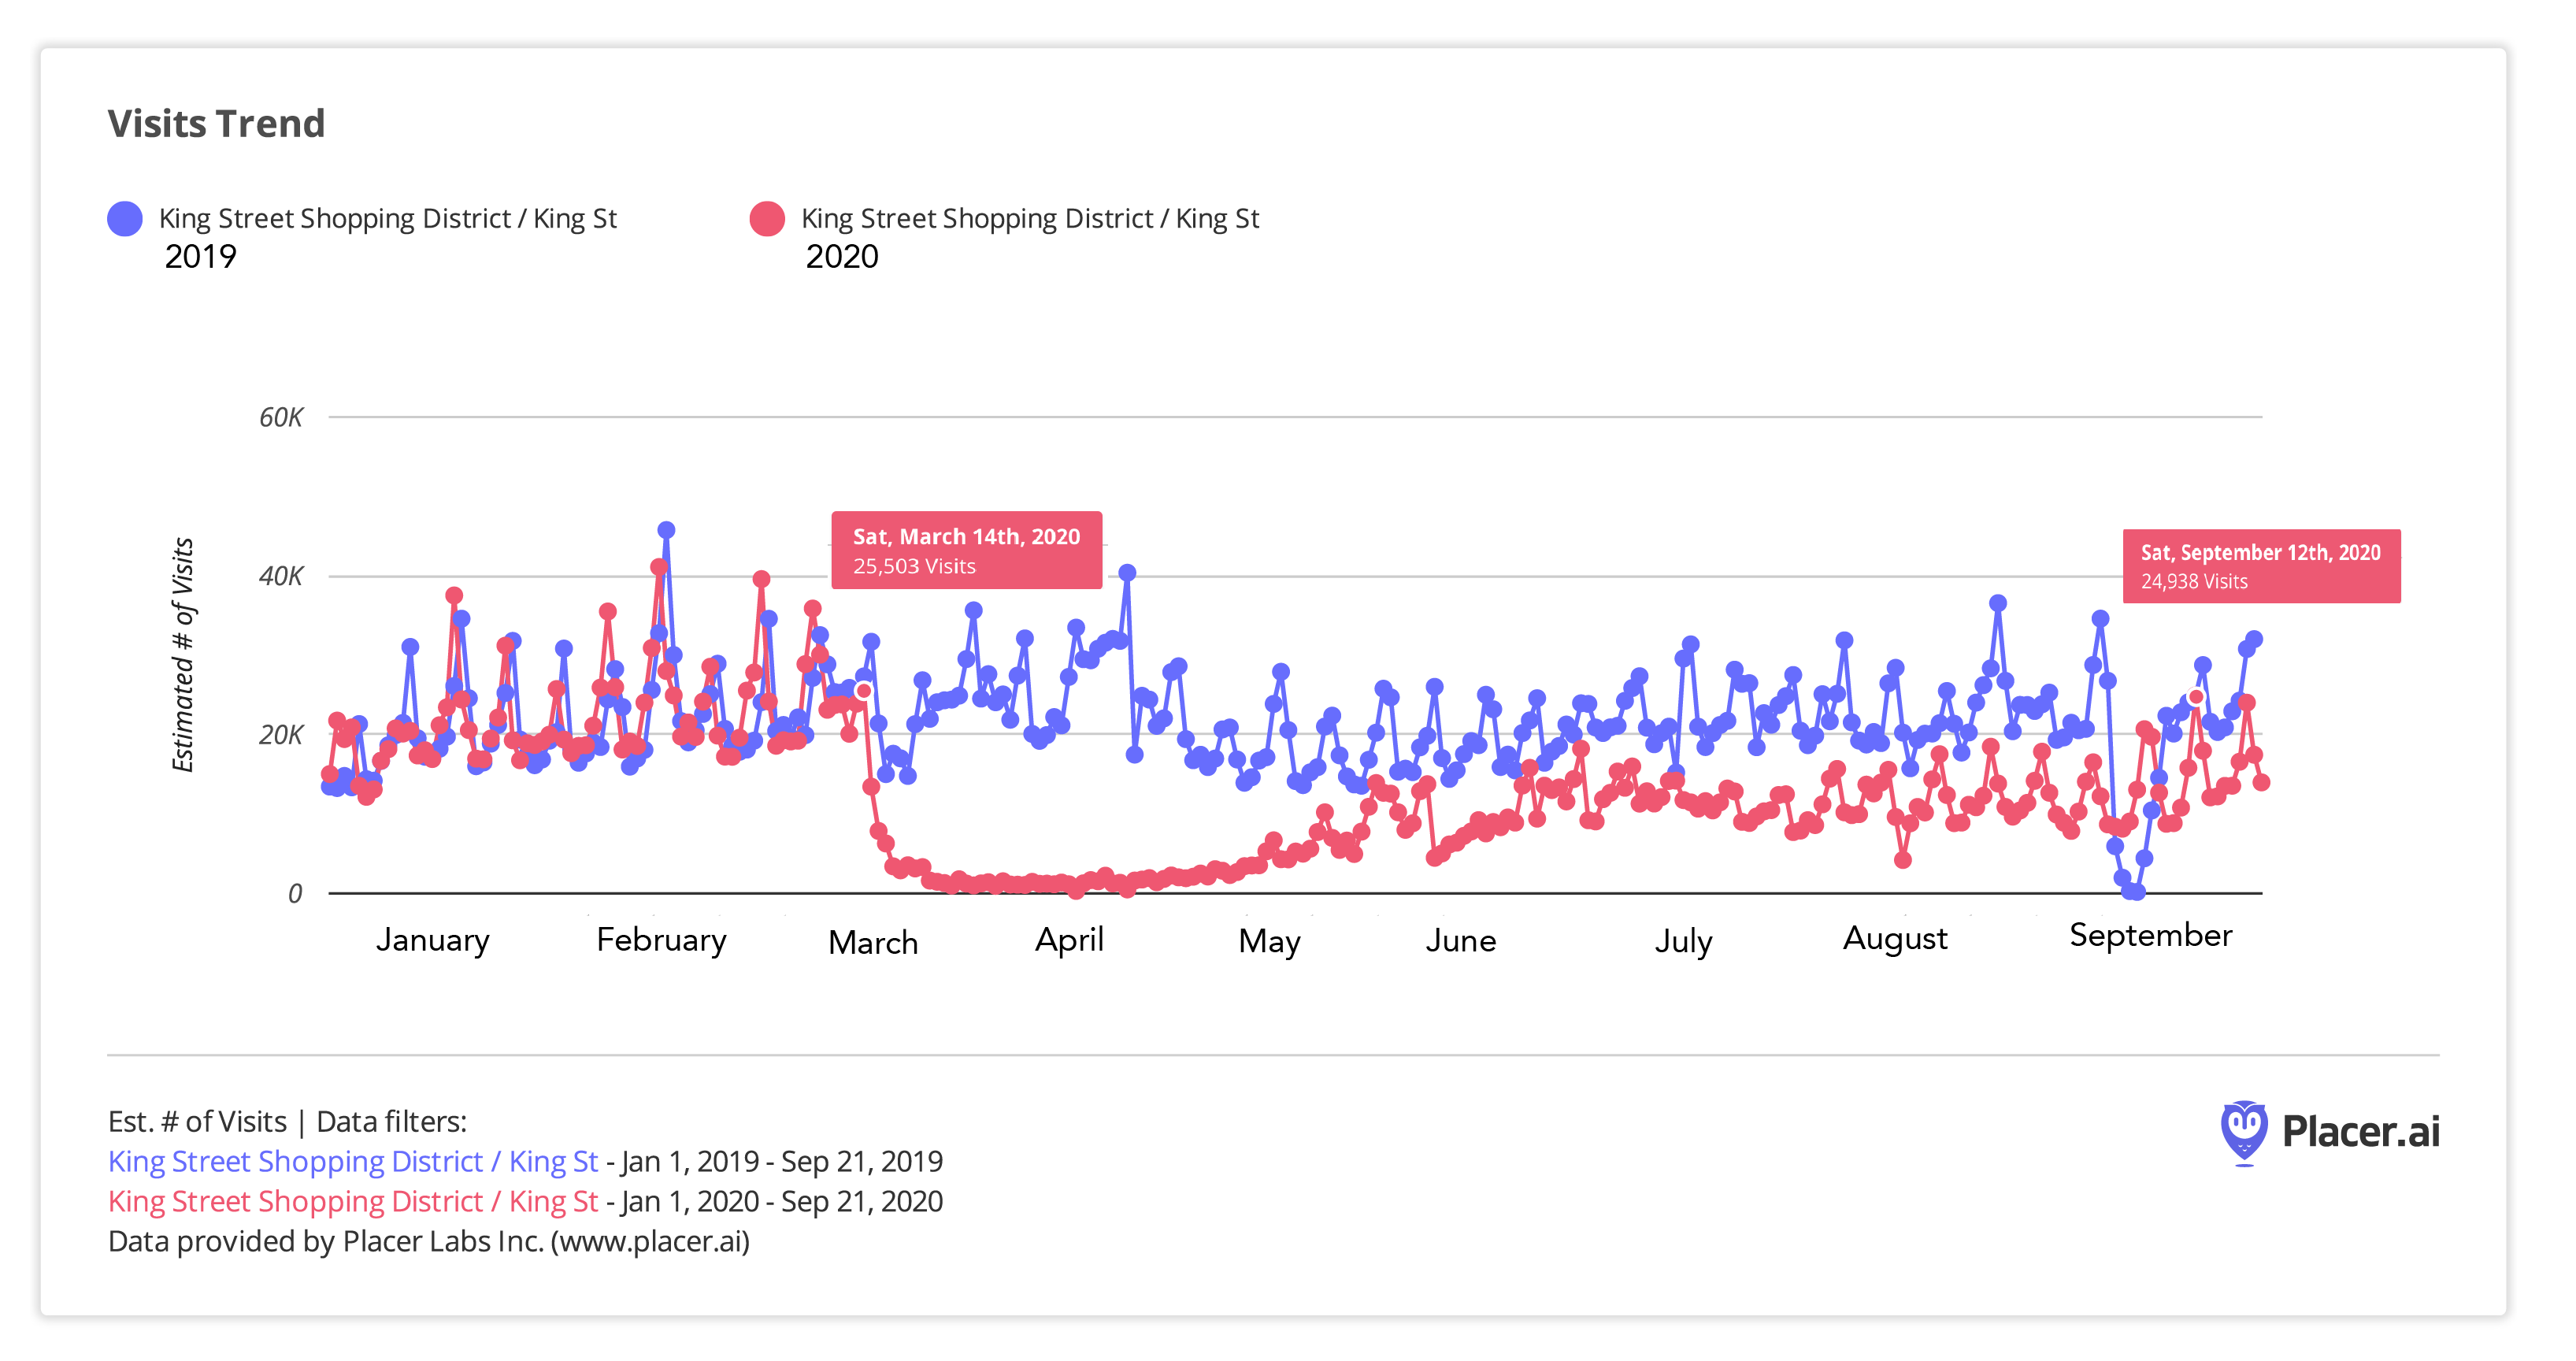 Visits Trend
King Street Shopping District / King St
2019
King Street Shopping District / King St
2020
60K
40K
20K
0
Estimated # of Visits
Sat, March 14th, 2020
25,503 Visits
Sat, September 12th, 2020
24,938 Visits
January
February
March
April
May
June
July
August
September
Est. # of Visits | Data filters:
King Street Shopping District / King St - Jan 1, 2019 - Sep 21, 2019
King Street Shopping District / King St - Jan 1, 2020 - Sep 21, 2020
Data provided by Placer Labs Inc. (www.placer.ai)
Placer.ai